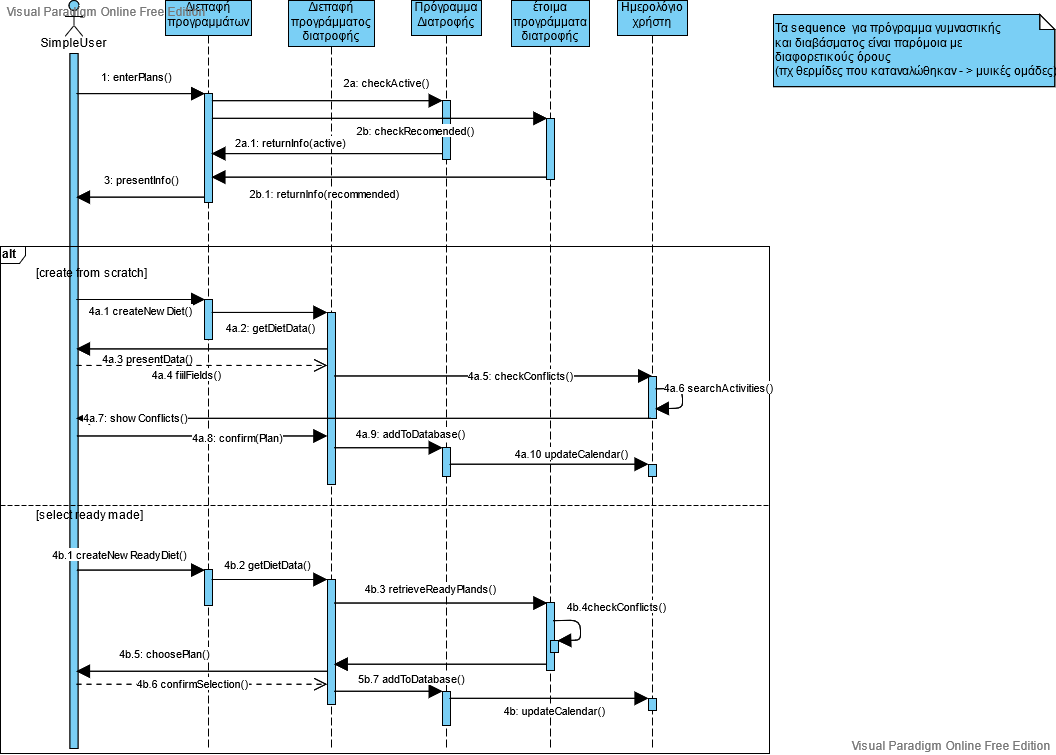 Visual Paradigm Online Free Edition
SimpleUser
Διεπαφή
προγραμμάτων
Διεπαφή
προγράμματος
διατροφής
Πρόγραμμα
Διατροφής
έτοιμα
προγράμματα
διατροφής
Ημερολόγιο
χρήστη
Τα sequence για πρόγραμμα γυμναστικής
και διαβάσματος είναι παρόμοια με
διαφορετικούς όρους
(πχ θερμίδες που καταναλώθηκαν - > μυικές ομάδες)
1: enterPlans()
2a: checkActive()
2b: checkRecomended()
2a.1: returnInfo(active)
3: presentInfo()
2b.1: returnInfo(recommended)
alt
[create from scratch]
4a.1 createNew Diet()
4a.2: getDietData()
4a.3 presentData()
4a.4 fiilFields()
4a.5: checkConflicts()
4a.6 searchActivities()
4a.7: show Conflicts()
4a.8: confirm(Plan)
4a.9: addToDatabase()
4a.10 updateCalendar()
[select ready made]
4b.1 createNew ReadyDiet()
4b.2 getDietData()
4b.3 retrieveReadyPlands()
4b.4checkConflicts()
4b.5: choosePlan()
4b.6 confirmSelection()
5b.7 addToDatabase()
4b: updateCalendar()
Visual Paradigm Online Free Edition